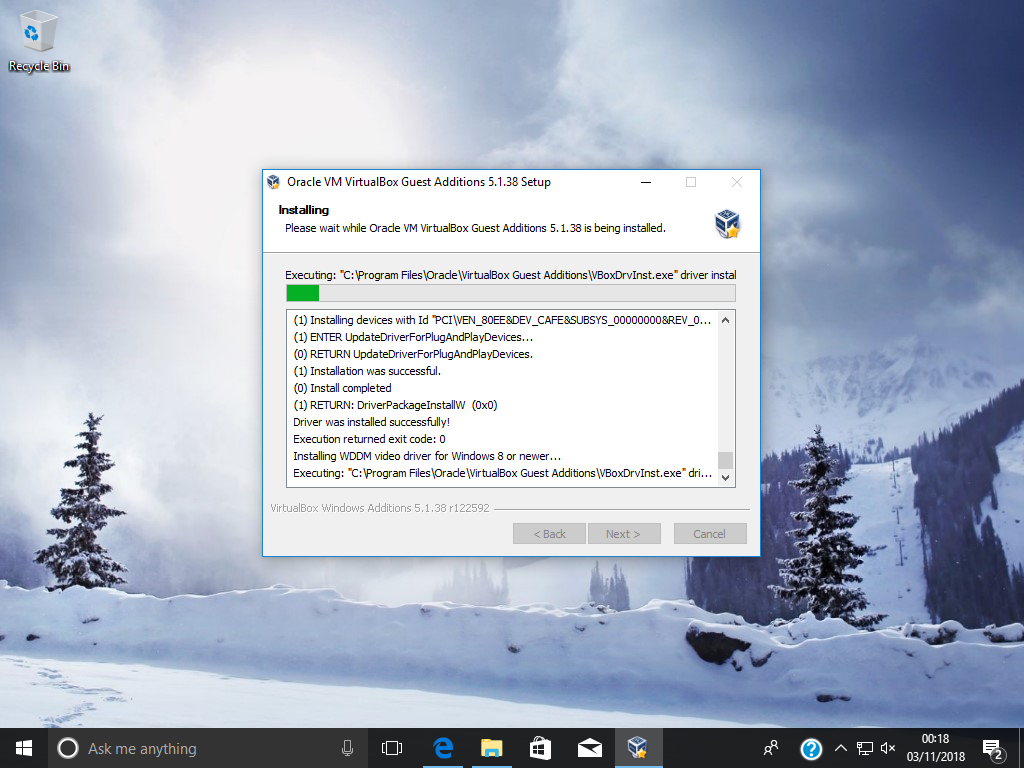 Recycle Bin
Oracle VM VirtualBox Guest Additions 5.1.38 Setup
Installing
Please wait while Oracle VM VirtualBox Guest Additions 5.1.38 is being installed.
Executing: "C:\Program Files\Oracle\VirtualBox Guest Additions\VBoxDrvInst.exe" driver instal
(1) Installing devices with Id "PCI\VEN_80EE&DEV_CAFE&SUBSYS_00000000&REV_0...
(1) ENTER UpdateDriverForPlugAndPlayDevices...
(0) RETURN UpdateDriverForPlugAndPlayDevices.
(1) Installation was successful.
(0) Install completed
(1) RETURN: DriverPackageInstallW (0x0)
Driver was installed successfully!
Execution returned exit code: 0
Installing WDDM video driver for Windows 8 or newer...
Executing: "C:\Program Files\Oracle\VirtualBox Guest Additions\VBoxDrvInst.exe" dri...
VirtualBox Windows Additions 5.1.38 r122592
< Back
Next >
Cancel
Ask me anything
00:18
03/11/2018
2